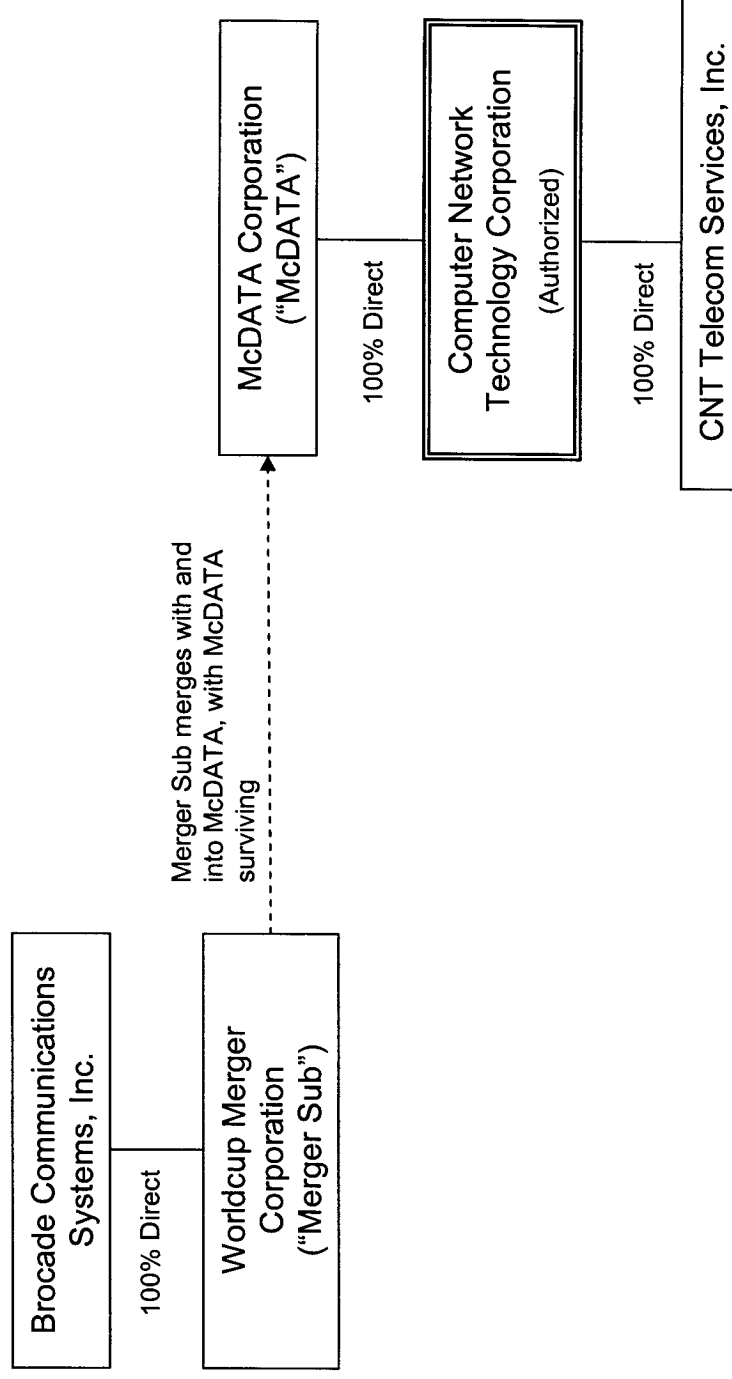 Brocade Communications
Systems, Inc.
100% Direct
Worldcup Merger
Corporation
(“Merger Sub”)
Merger Sub merges with and
into McDATA, with McDATA
surviving
McDATA Corporation
(“McDATA”)
100% Direct
Computer Network
Technology Corporation
(Authorized)
100% Direct
CNT Telecom Services, Inc.